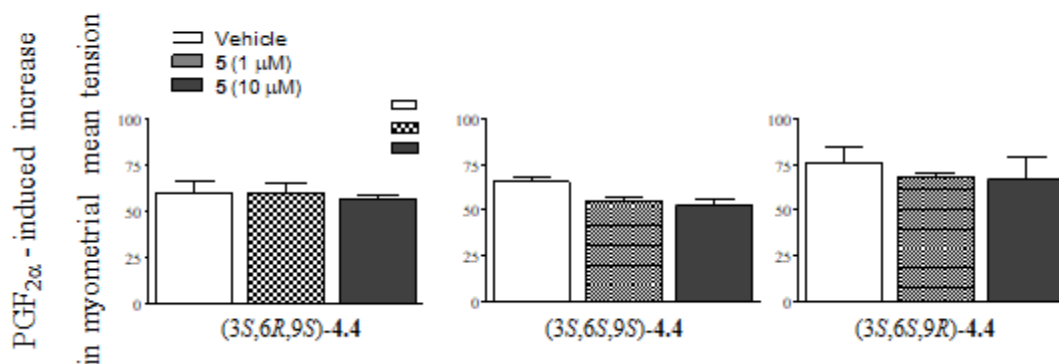 PGF2α - induced increase
in myometrial mean tension
Vehicle
5 (1 μM)
5 (10 μM)
100
75
50
25
0
(3S,6R,9S)-4.4
100
75
50
25
0
(3S,6S,9S)-4.4
100
75
50
25
0
(3S,6S,9R)-4.4